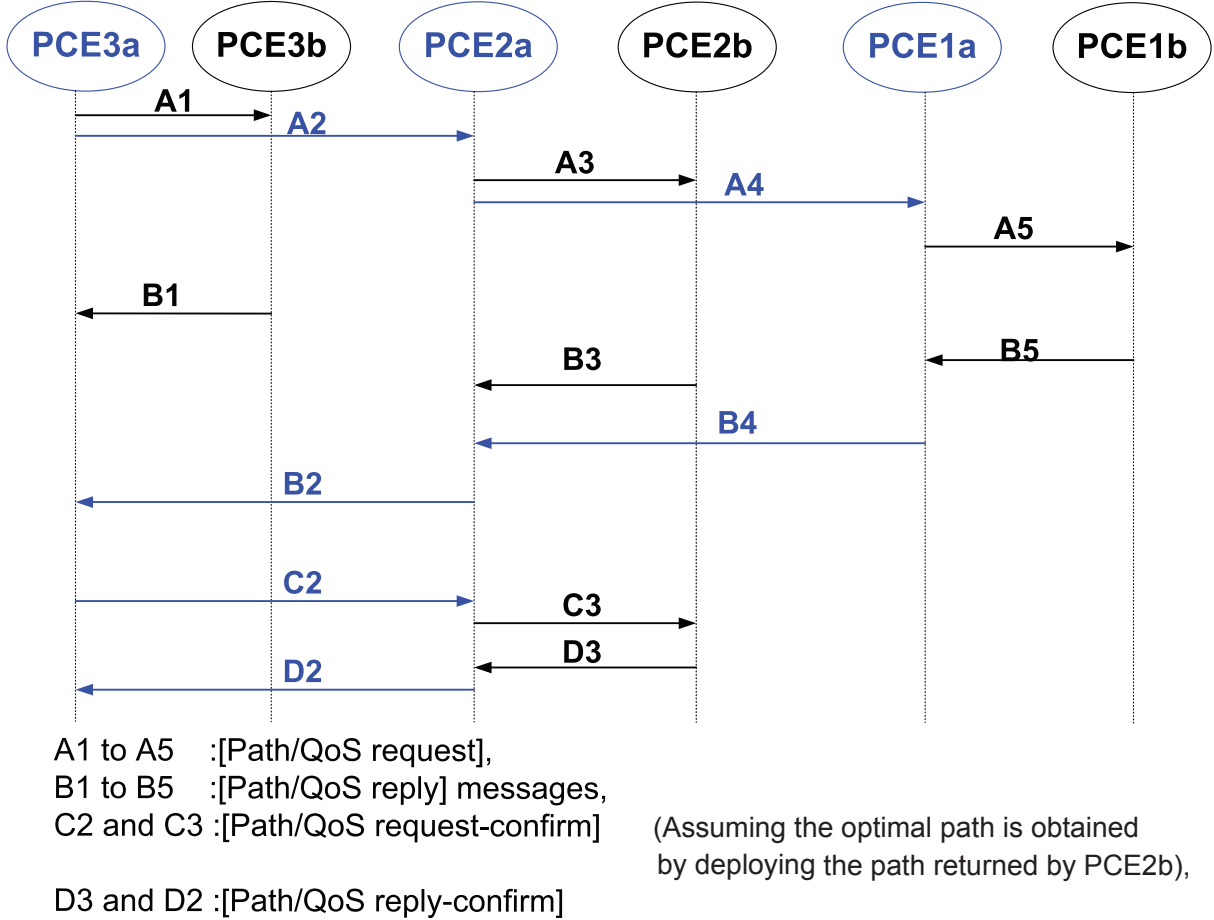 PCE3a PCE3b PCE2a PCE2b PCE1a PCE1b
A1
A2
A3
A4
A5
B1
B3
B5
B4
B2
C2
C3
D3
D2
A1 to A5 :[Path/QoS request],
B1 to B5 :[Path/QoS reply] messages,
C2 and C3 :[Path/QoS request-confirm] (Assuming the optimal path is obtained
by deploying the path returned by PCE2b),
D3 and D2 :[Path/QoS reply-confirm]